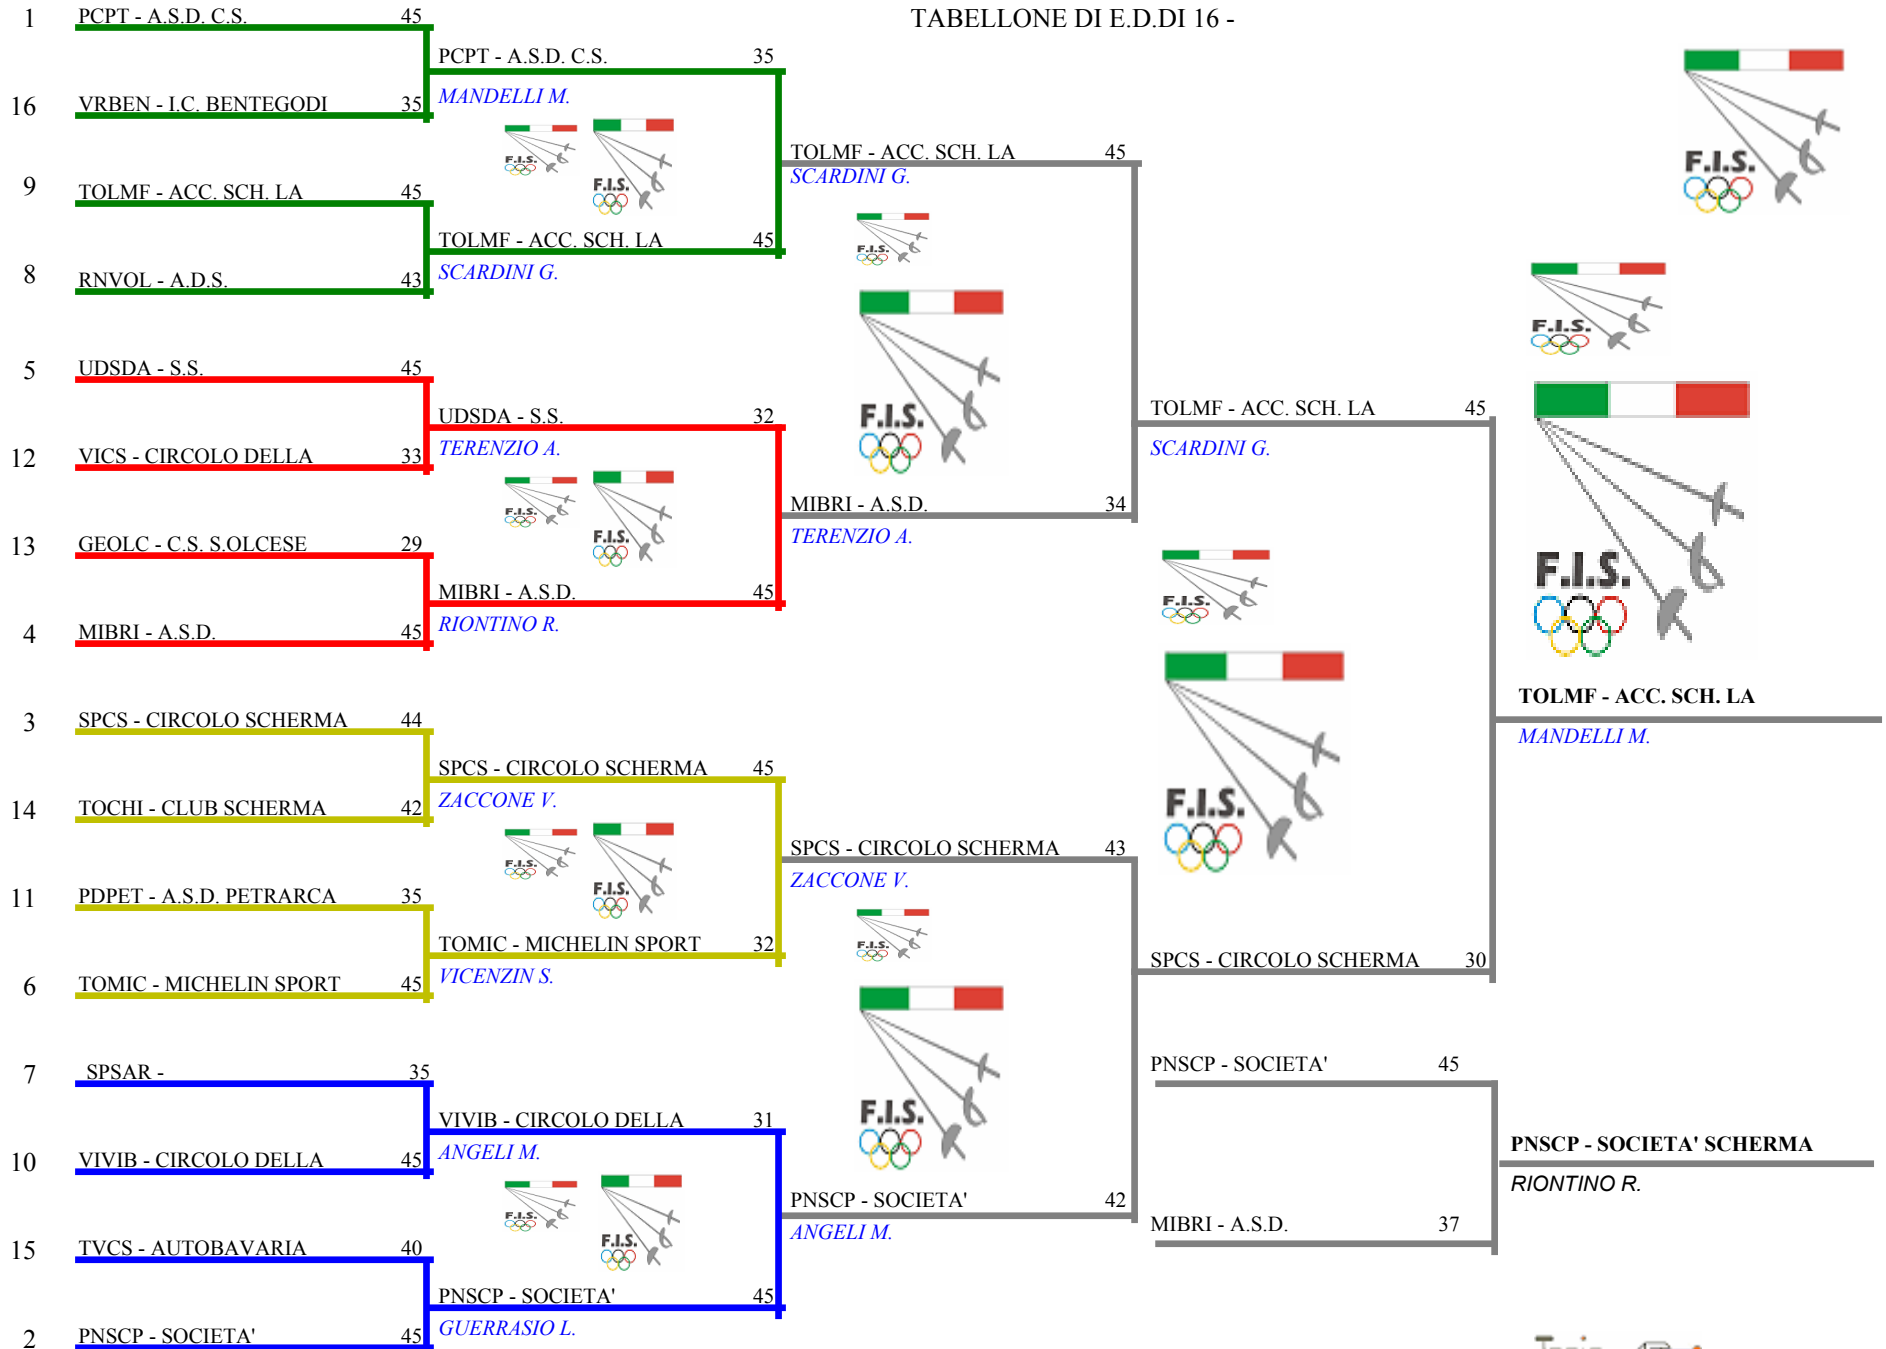 TABELLONE DI E.D.DI 16 -
1 PCPT - A.S.D. C.S. 45
16 VRBEN - I.C. BENTEGODI 35
9 TOLMF - ACC. SCH. LA 45
8 RNVOL - A.D.S. 43
5 UDSDA - S.S. 45
12 VICS - CIRCOLO DELLA 33
13 GEOLC - C.S. S.OLCESE 29
4 MIBRI - A.S.D. 45
3 SPCS - CIRCOLO SCHERMA 44
14 TOCHI - CLUB SCHERMA 42
11 PDPET - A.S.D. PETRARCA 35
6 TOMIC - MICHELIN SPORT 45
7 SPSAR - 35
10 VIVIB - CIRCOLO DELLA 45
15 TVCS - AUTOBAVARIA 40
2 PNSCP - SOCIETA' 45
PCPT - A.S.D. C.S. 35
MANDELLI M.
F.I.S.
F.I.S.
TOLMF - ACC. SCH. LA 45
SCARDINI G.
UDSDA - S.S. 32
TERENZIO A.
F.I.S.
F.I.S.
MIBRI - A.S.D. 45
RIONTINO R.
SPCS - CIRCOLO SCHERMA 45
ZACCONE V.
F.I.S.
F.I.S.
TOMIC - MICHELIN SPORT 32
VICENZIN S.
VIVIB - CIRCOLO DELLA 31
ANGELI M.
F.I.S.
F.I.S.
PNSCP - SOCIETA' 45
GUERRASIO L.
TOLMF - ACC. SCH. LA 45
SCARDINI G.
F.I.S.
F.I.S.
MIBRI - A.S.D. 34
TERENZIO A.
SPCS - CIRCOLO SCHERMA 43
ZACCONE V.
F.I.S.
F.I.S.
PNSCP - SOCIETA' 42
ANGELI M.
TOLMF - ACC. SCH. LA 45
SCARDINI G.
F.I.S.
F.I.S.
SPCS - CIRCOLO SCHERMA 30
PNSCP - SOCIETA' 45
MIBRI - A.S.D. 37
F.I.S.
F.I.S.
F.I.S.
TOLMF - ACC. SCH. LA
MANDELLI M.
PNSCP - SOCIETA' SCHERMA
RIONTINO R.